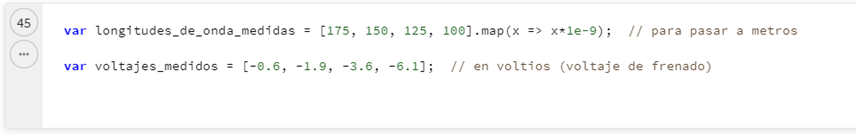 45
var longitudes_de_onda_medidas = [175, 150, 125, 100].map(x => x*1e-9);  // para pasar a metros
var voltajes_medidos = [-0.6, -1.9, -3.6, -6.1];  // en voltios (voltaje de frenado)